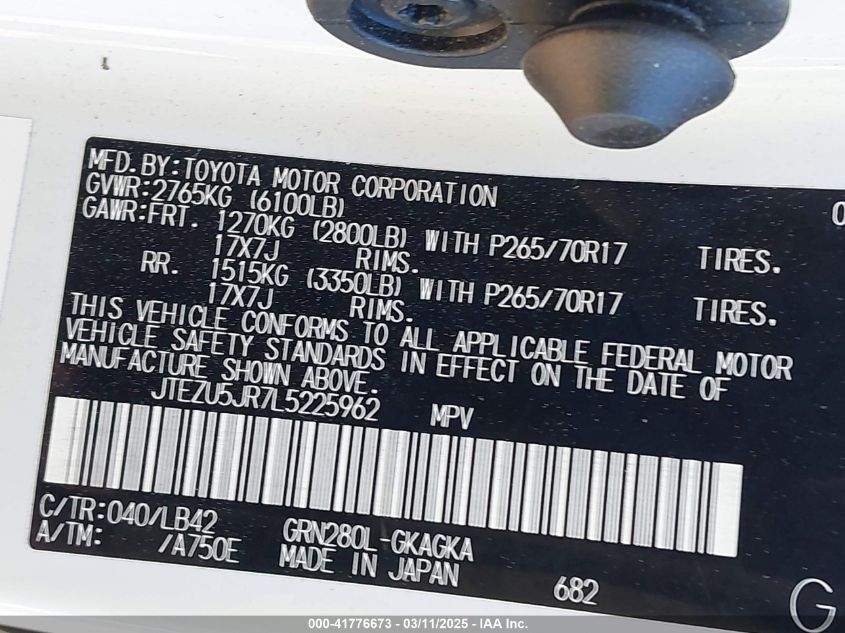 MFD. BY: TOYOTA MOTOR CORPORATION
GVWR: 2765KG (6100LB)
GAWR: FRT. 1270KG (2800LB) WITH P265/70R17 TIRES.
17X7J RIMS.
RR. 1515KG (3350LB) WITH P265/70R17 TIRES.
17X7J RIMS.
THIS VEHICLE CONFORMS TO ALL APPLICABLE FEDERAL MOTOR
VEHICLE SAFETY STANDARDS IN EFFECT ON THE DATE OF
MANUFACTURE SHOWN ABOVE.
JTEZU5JR7L5225962 MPV
C/TR: 040/LB42 GRN280L-GKAGKA
A/TM: /A750E MADE IN JAPAN
682
G
000-41776673 - 03/11/2025 - IAA Inc.